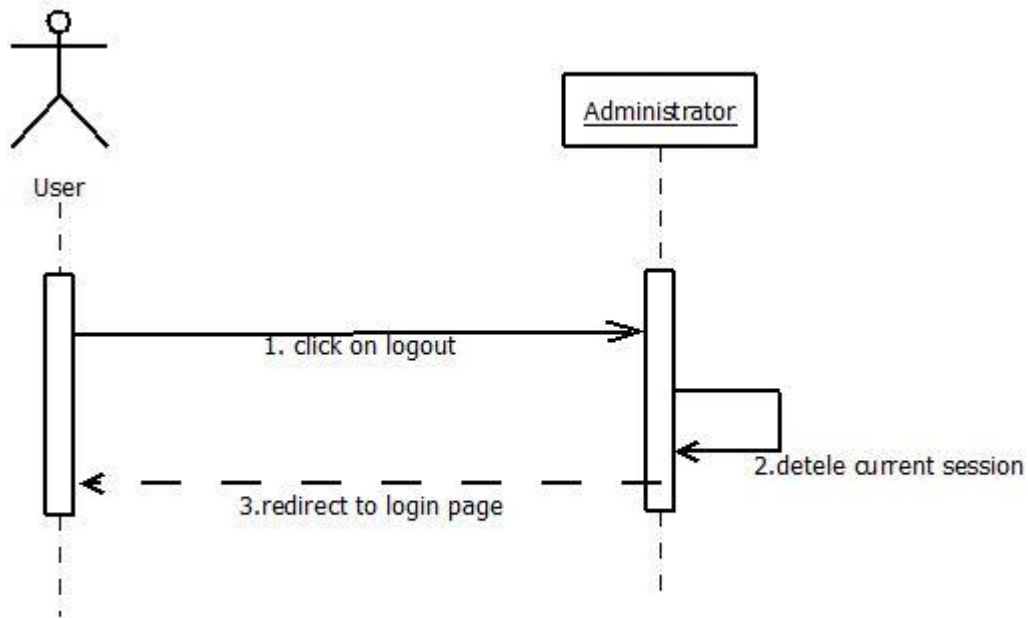 Administrator
User
1. click on logout
2.detele current session
3.redirect to login page